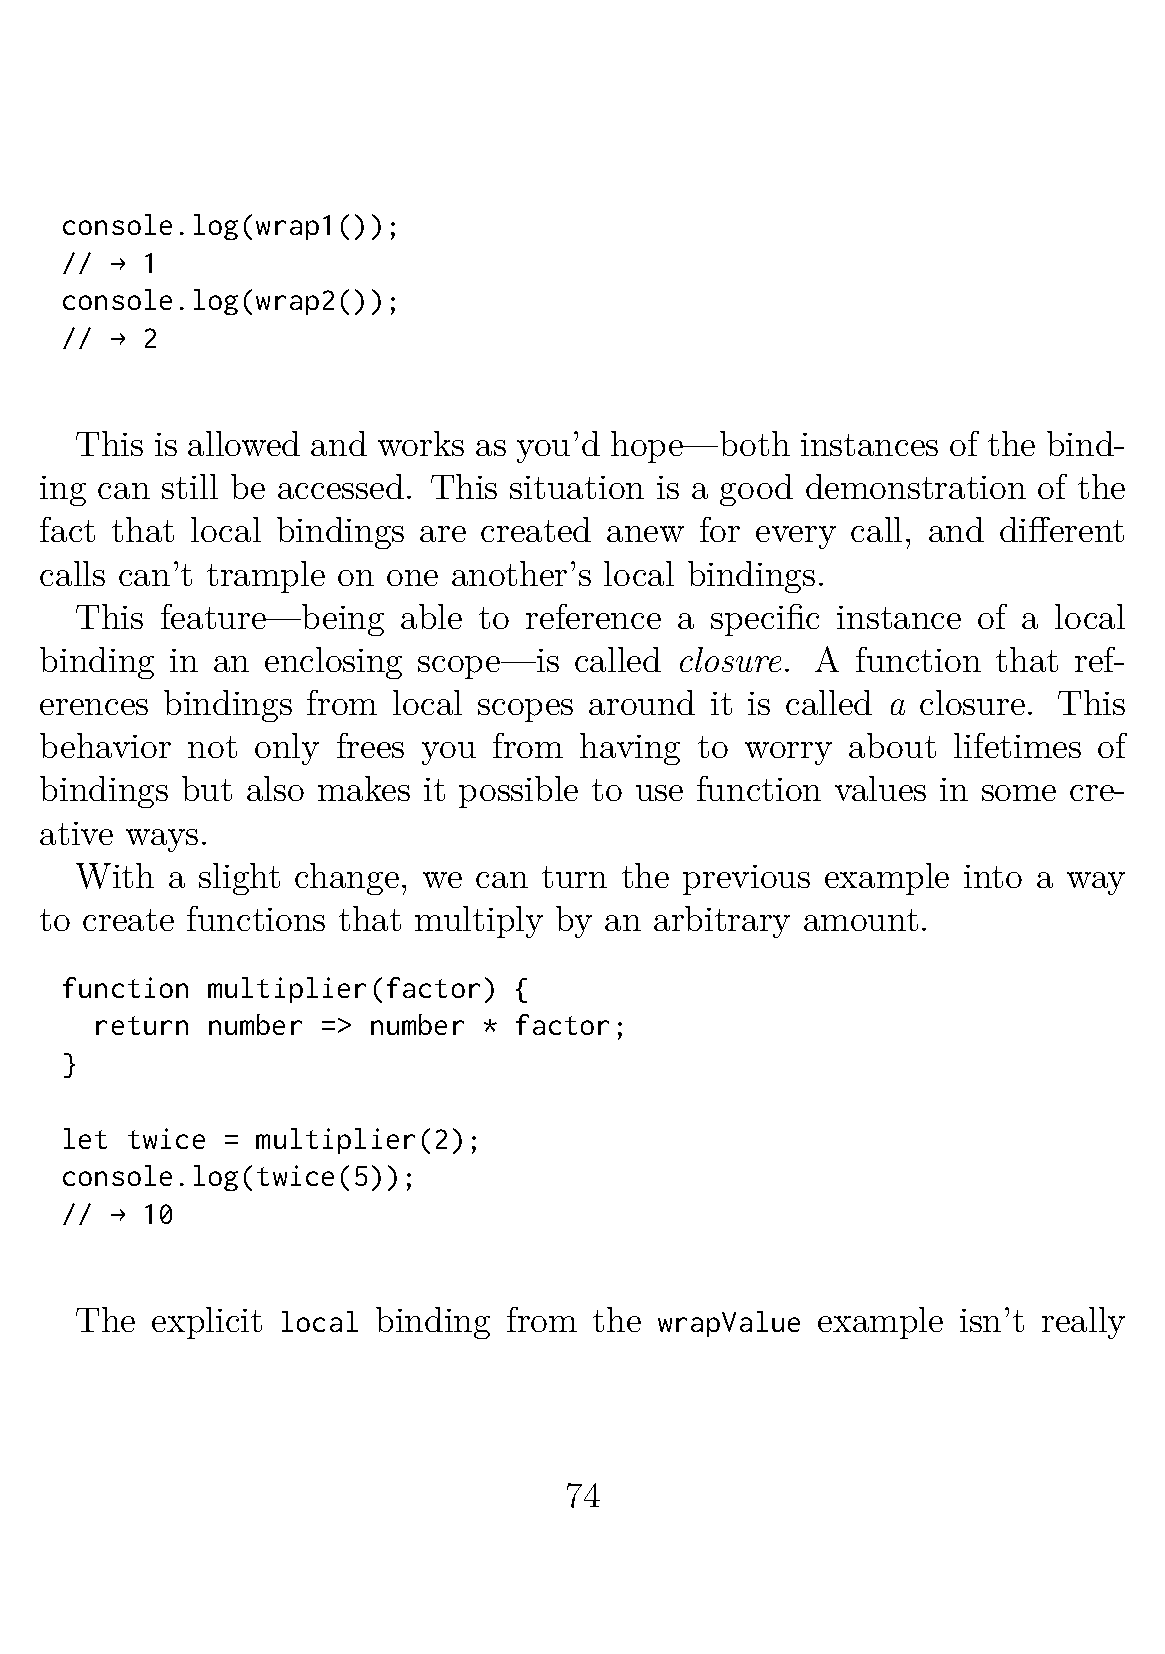 console.log(wrap1());
// → 1
console.log(wrap2());
// → 2
This is allowed and works as you'd hope—both instances of the bind-
ing can still be accessed. This situation is a good demonstration of the
fact that local bindings are created anew for every call, and different
calls can't trample on one another's local bindings.
This feature—being able to reference a specific instance of a local
binding in an enclosing scope—is called closure. A function that ref-
erences bindings from local scopes around it is called a closure. This
behavior not only frees you from having to worry about lifetimes of
bindings but also makes it possible to use function values in some cre-
ative ways.
With a slight change, we can turn the previous example into a way
to create functions that multiply by an arbitrary amount.
function multiplier(factor) {
  return number => number * factor;
}
let twice = multiplier(2);
console.log(twice(5));
// → 10
The explicit local binding from the wrapValue example isn't really
74